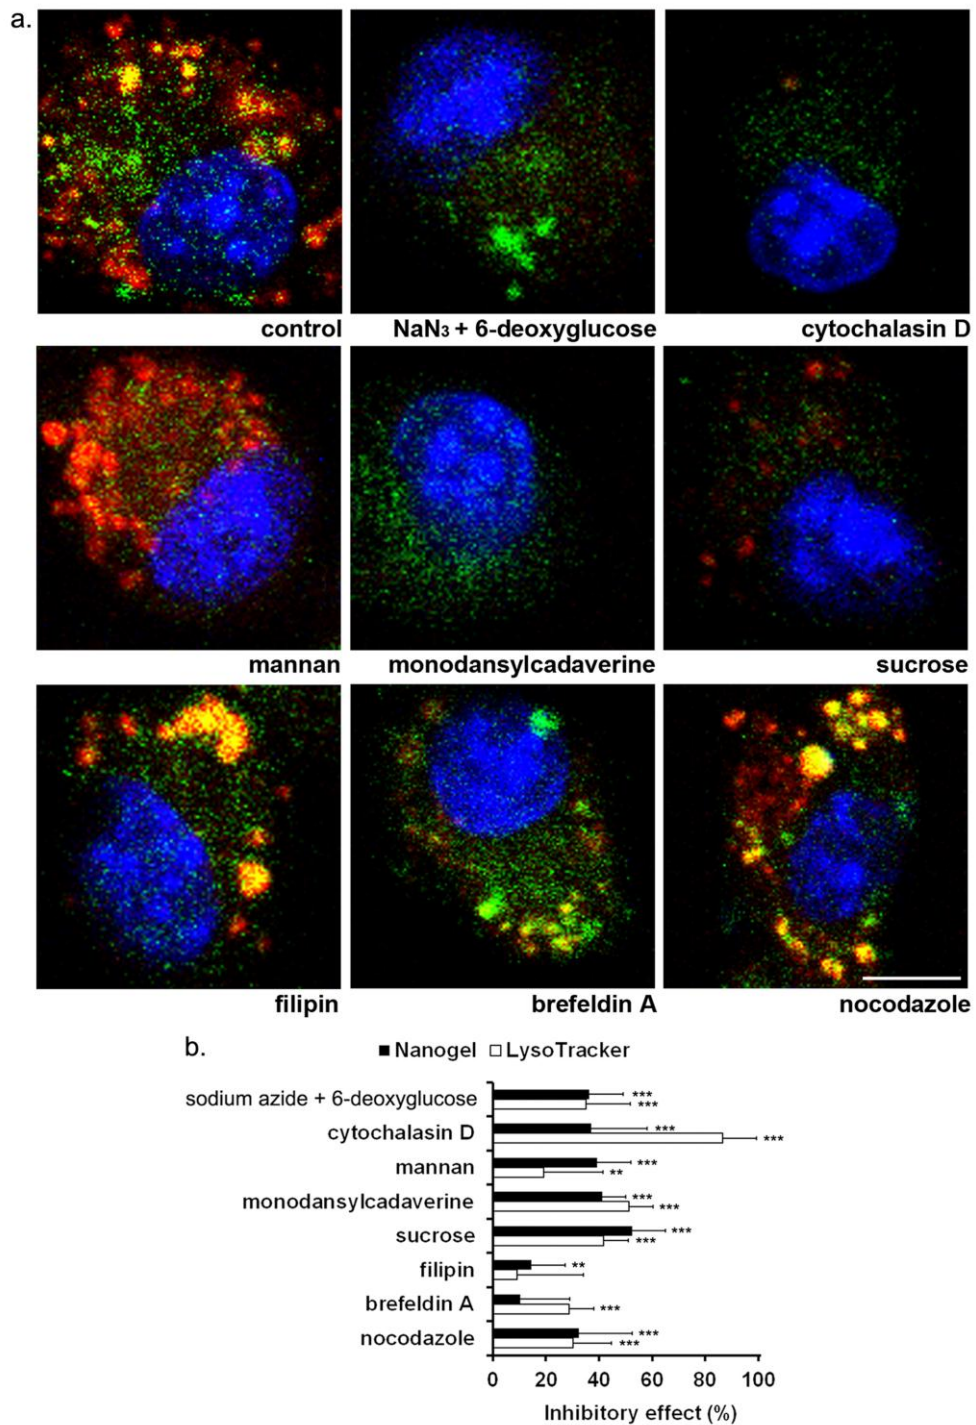 a.
control
NaN₃ + 6-deoxyglucose
cytochalasin D
mannan
monodansylcadaverine
sucrose
filipin
brefeldin A
nocodazole
b.
■ Nanogel □ LysoTracker
sodium azide + 6-deoxyglucose *** ***
cytochalasin D *** ***
mannan *** **
monodansylcadaverine *** ***
sucrose *** ***
filipin **
brefeldin A ***
nocodazole *** ***
0 20 40 60 80 100
Inhibitory effect (%)